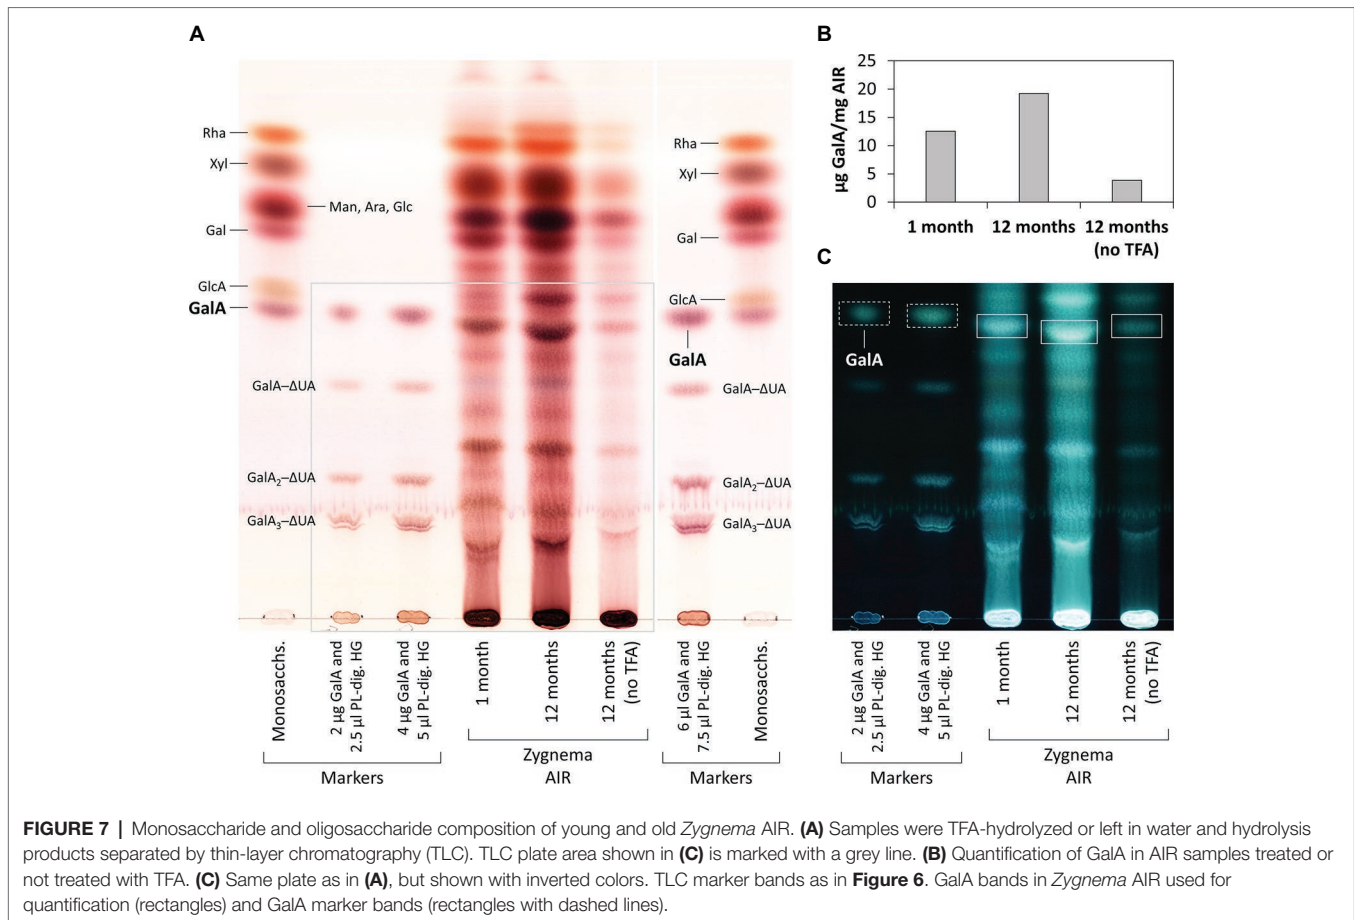 A
Rha
Xyl
Man, Ara, Glc
Gal
GlcA
GalA
GalA–ΔUA
GalA₂–ΔUA
GalA₃–ΔUA
Rha
Xyl
Gal
GlcA
GalA
GalA–ΔUA
GalA₂–ΔUA
GalA₃–ΔUA
Monosacchs.
2 µg GalA and
2.5 µl PL-dig. HG
4 µg GalA and
5 µl PL-dig. HG
1 month
12 months
12 months
(no TFA)
6 µl GalA and
7.5 µl PL-dig. HG
Monosacchs.
Markers
Zygnema
AIR
Markers
B
µg GalA/mg AIR
25
20
15
10
5
0
1 month
12 months
12 months
(no TFA)
C
GalA
2 µg GalA and
2.5 µl PL-dig. HG
4 µg GalA and
5 µl PL-dig. HG
1 month
12 months
12 months
(no TFA)
Markers
Zygnema
AIR
FIGURE 7 | Monosaccharide and oligosaccharide composition of young and old Zygnema AIR. (A) Samples were TFA-hydrolyzed or left in water and hydrolysis
products separated by thin-layer chromatography (TLC). TLC plate area shown in (C) is marked with a grey line. (B) Quantification of GalA in AIR samples treated or
not treated with TFA. (C) Same plate as in (A), but shown with inverted colors. TLC marker bands as in Figure 6. GalA bands in Zygnema AIR used for
quantification (rectangles) and GalA marker bands (rectangles with dashed lines).